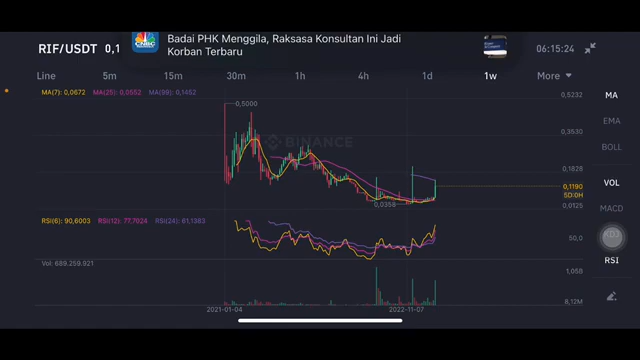 Badai PHK Menggila, Raksasa Konsultan Ini Jadi
Korban Terbaru
CNBC
RIF/USDT 0,1
06:15:24
Line 5m 15m 30m 1h 4h 1d 1w More
MA(7): 0,0672 MA(25): 0,0552 MA(99): 0,1452
0,5232
MA
0,5000
EMA
0,3530
BINANCE
BOLL
0,1828
VOL
0,1190
5D:0H
0,0358
0,0125
MACD
RSI(6): 90,6003 RSI(12): 77,7024 RSI(24): 61,1383
50,0
RSI
Vol: 689.259.921
1,05B
8,12M
2021-01-04 2022-11-07